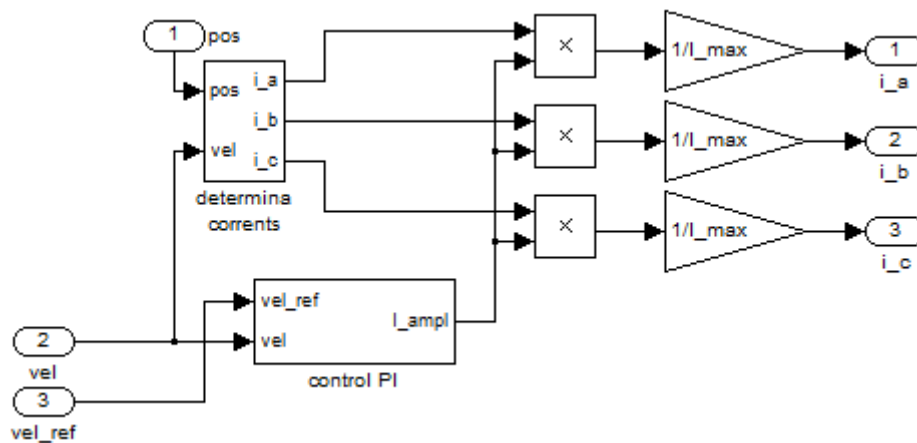 1
pos
pos
vel
i_a
i_b
i_c
determina
corrents
×
×
×
1/I_max
1/I_max
1/I_max
1
i_a
2
i_b
3
i_c
vel_ref
vel
I_ampl
control PI
2
vel
3
vel_ref